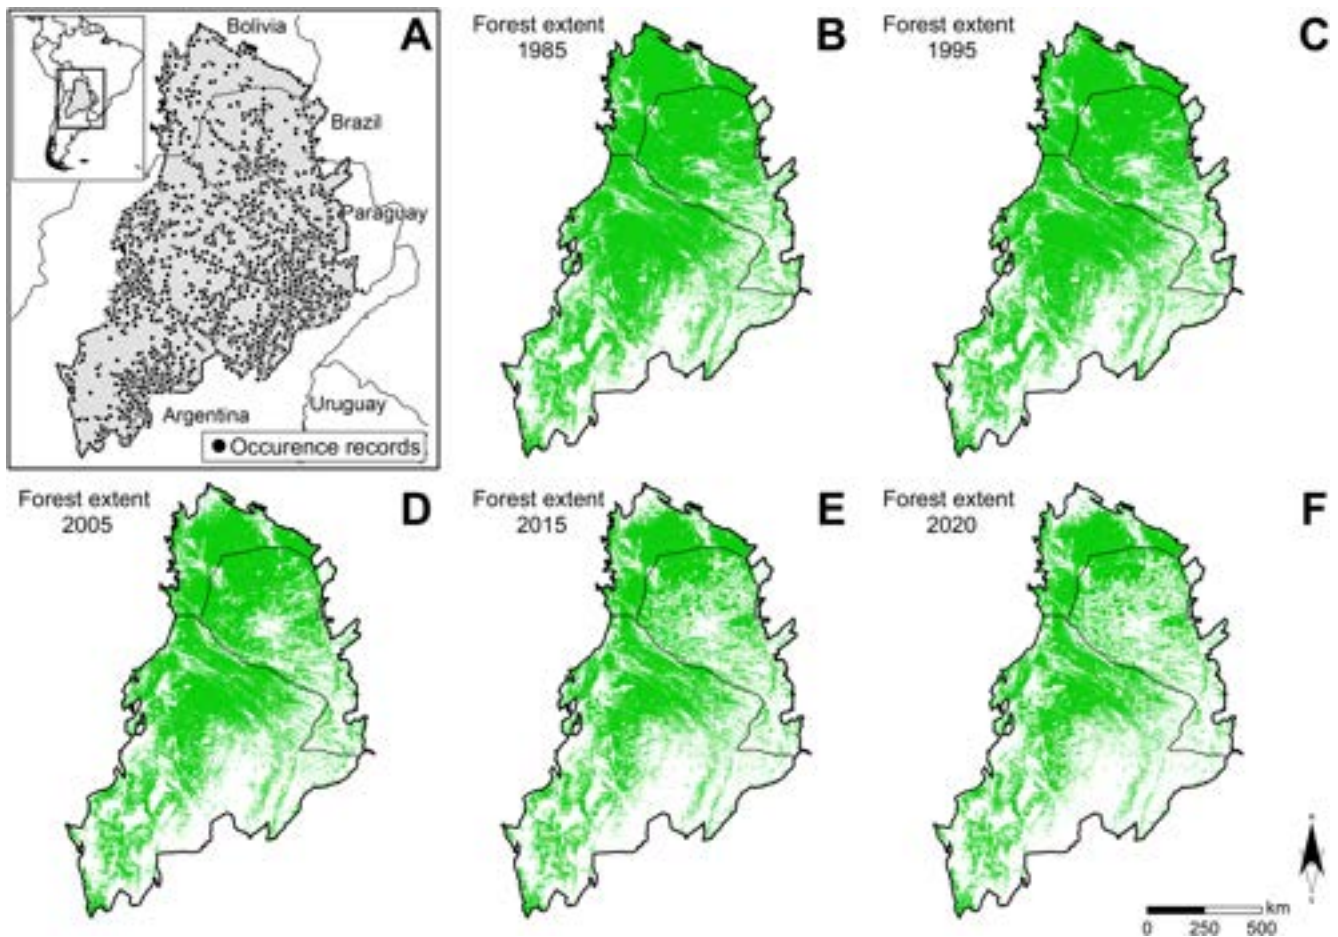 A
Bolivia
Brazil
Paraguay
Argentina
Uruguay
Occurence records
Forest extent
1985
B
Forest extent
1995
C
Forest extent
2005
D
Forest extent
2015
E
Forest extent
2020
F
km
0 250 500